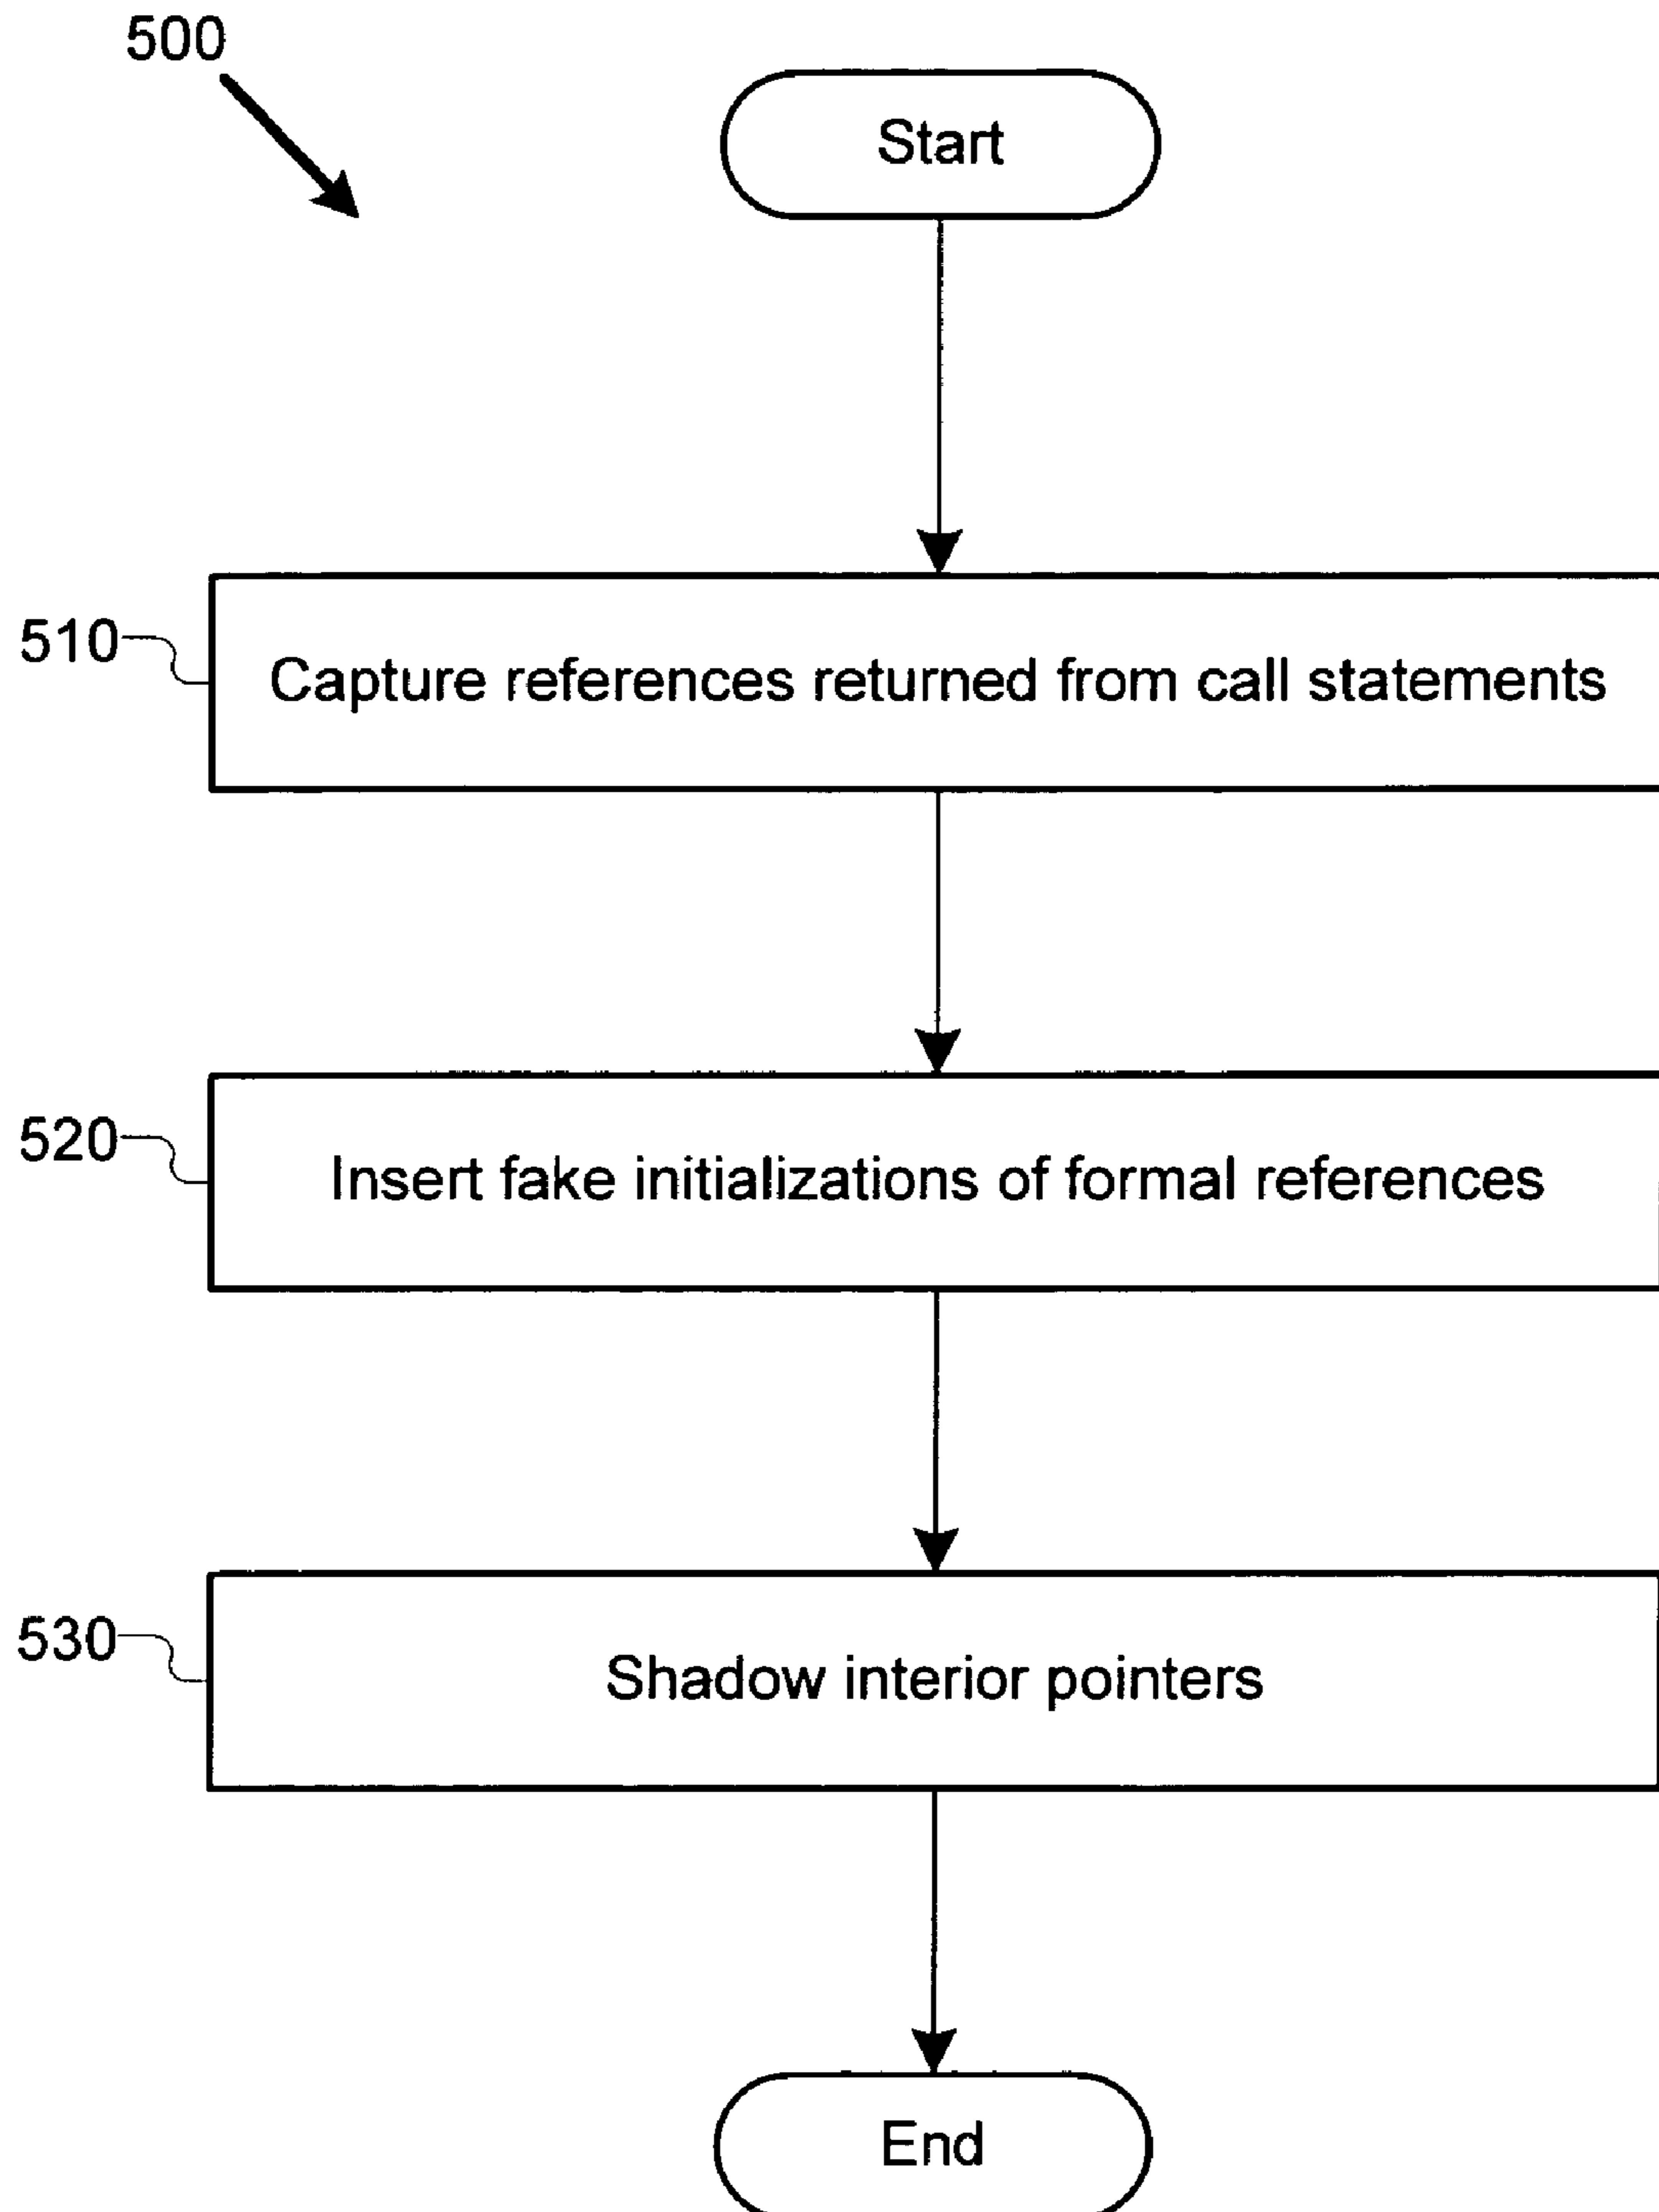 500
Start
510
Capture references returned from call statements
520
Insert fake initializations of formal references
530
Shadow interior pointers
End